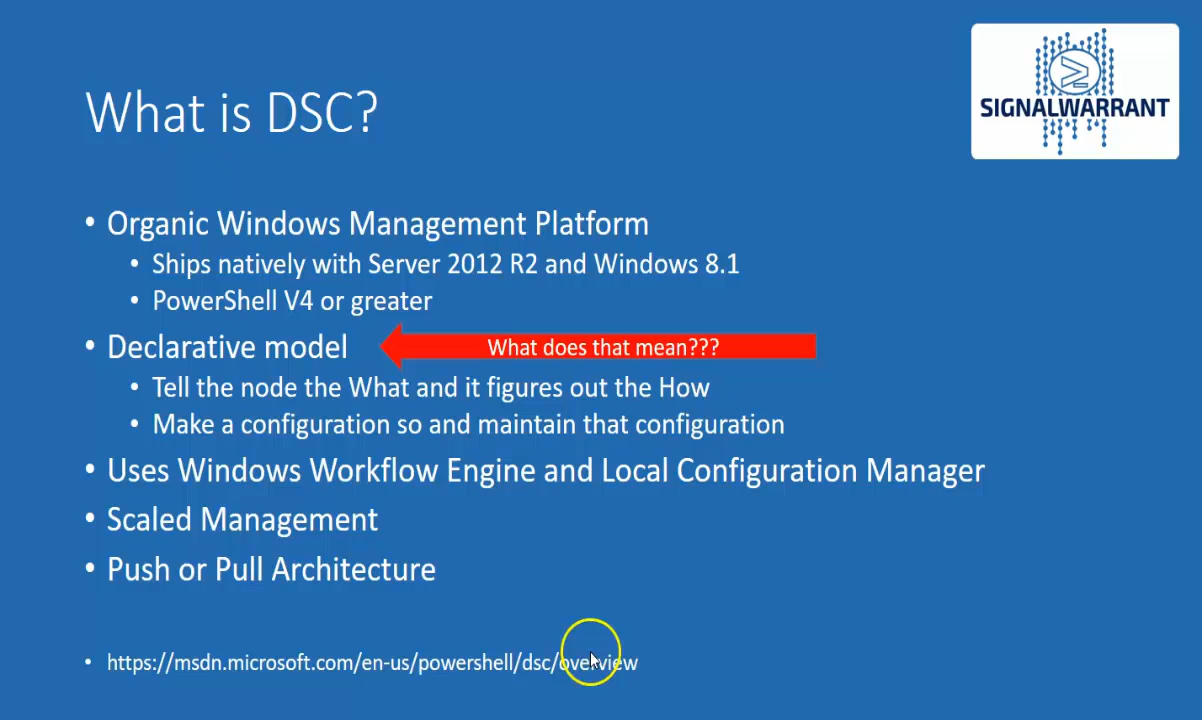 SIGNALWARRANT
What is DSC?
• Organic Windows Management Platform
• Ships natively with Server 2012 R2 and Windows 8.1
• PowerShell V4 or greater
• Declarative model
What does that mean???
• Tell the node the What and it figures out the How
• Make a configuration so and maintain that configuration
• Uses Windows Workflow Engine and Local Configuration Manager
• Scaled Management
• Push or Pull Architecture
• https://msdn.microsoft.com/en-us/powershell/dsc/overview